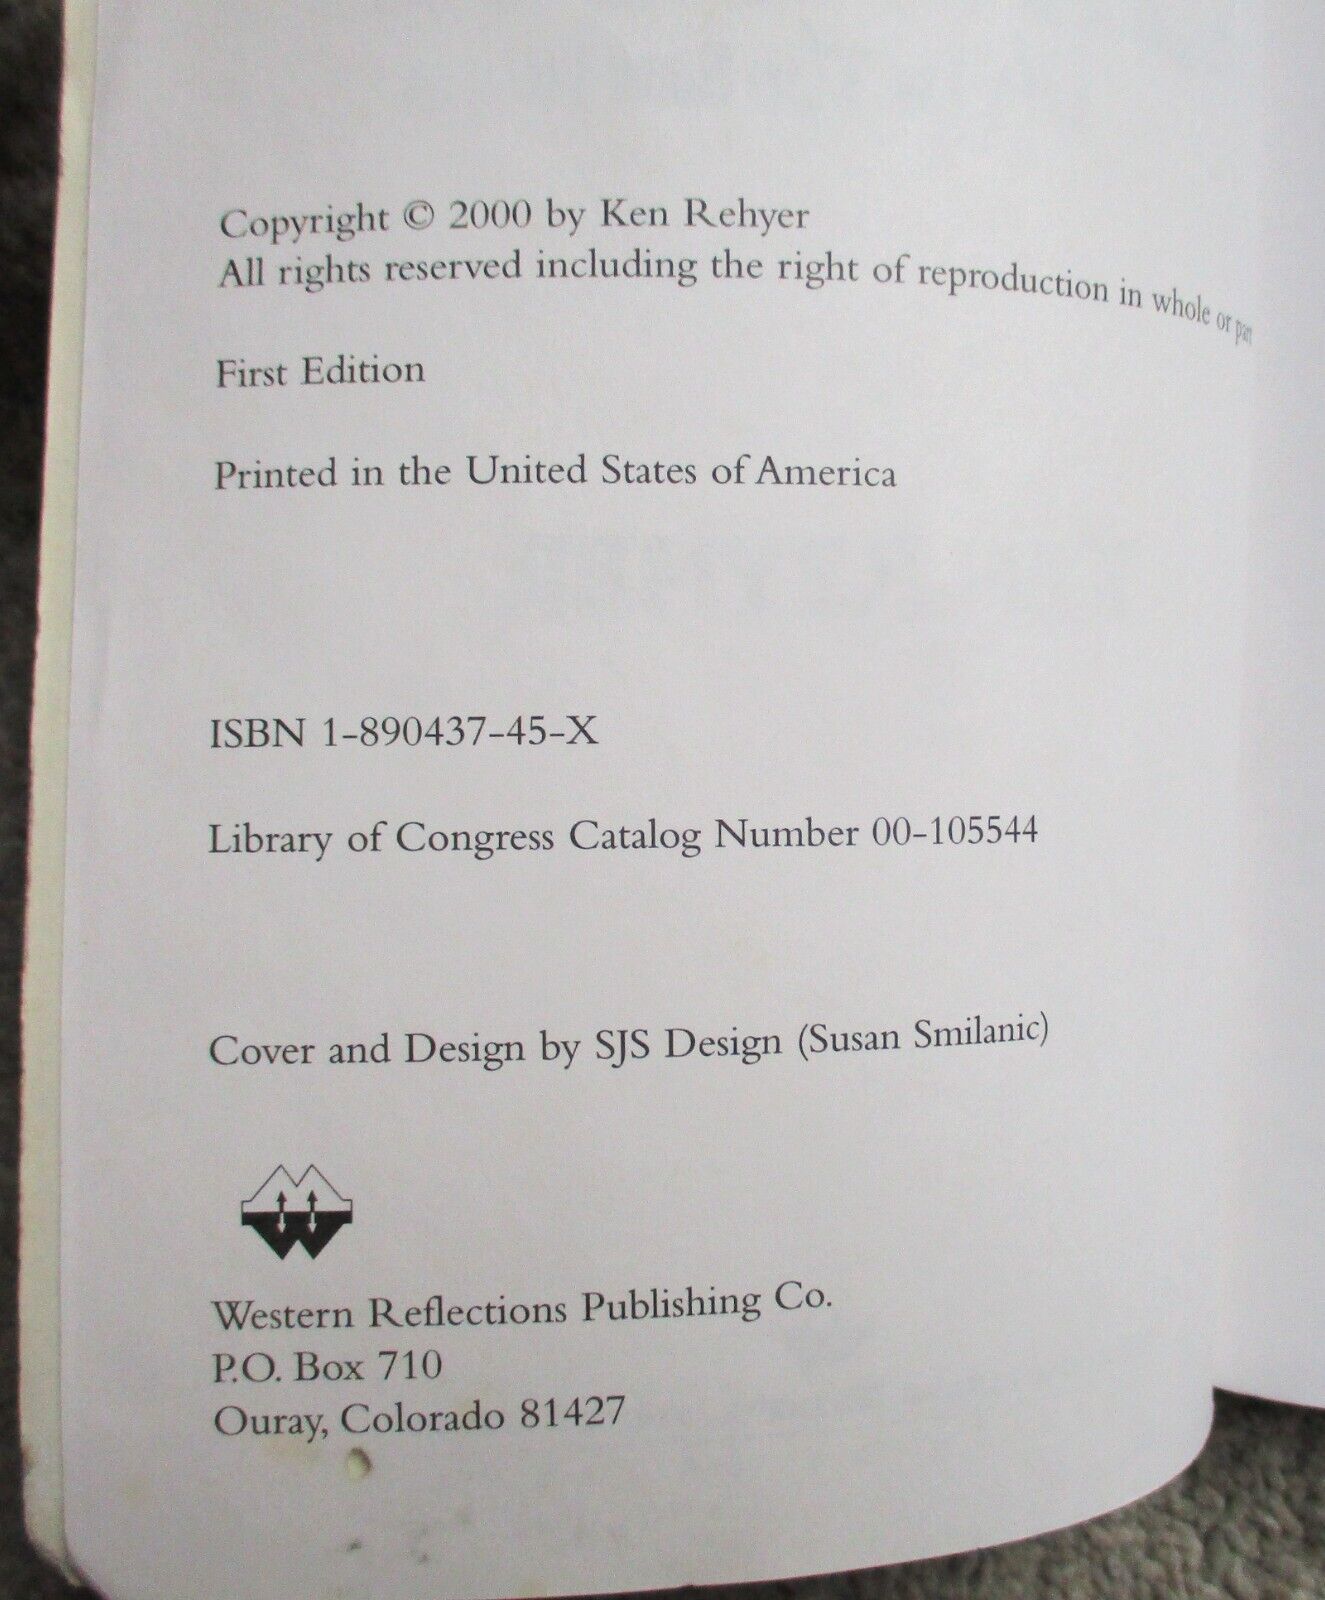 Copyright © 2000 by Ken Rehyer
All rights reserved including the right of reproduction in whole or part
First Edition
Printed in the United States of America
ISBN 1-890437-45-X
Library of Congress Catalog Number 00-105544
Cover and Design by SJS Design (Susan Smilanic)
Western Reflections Publishing Co.
P.O. Box 710
Ouray, Colorado 81427